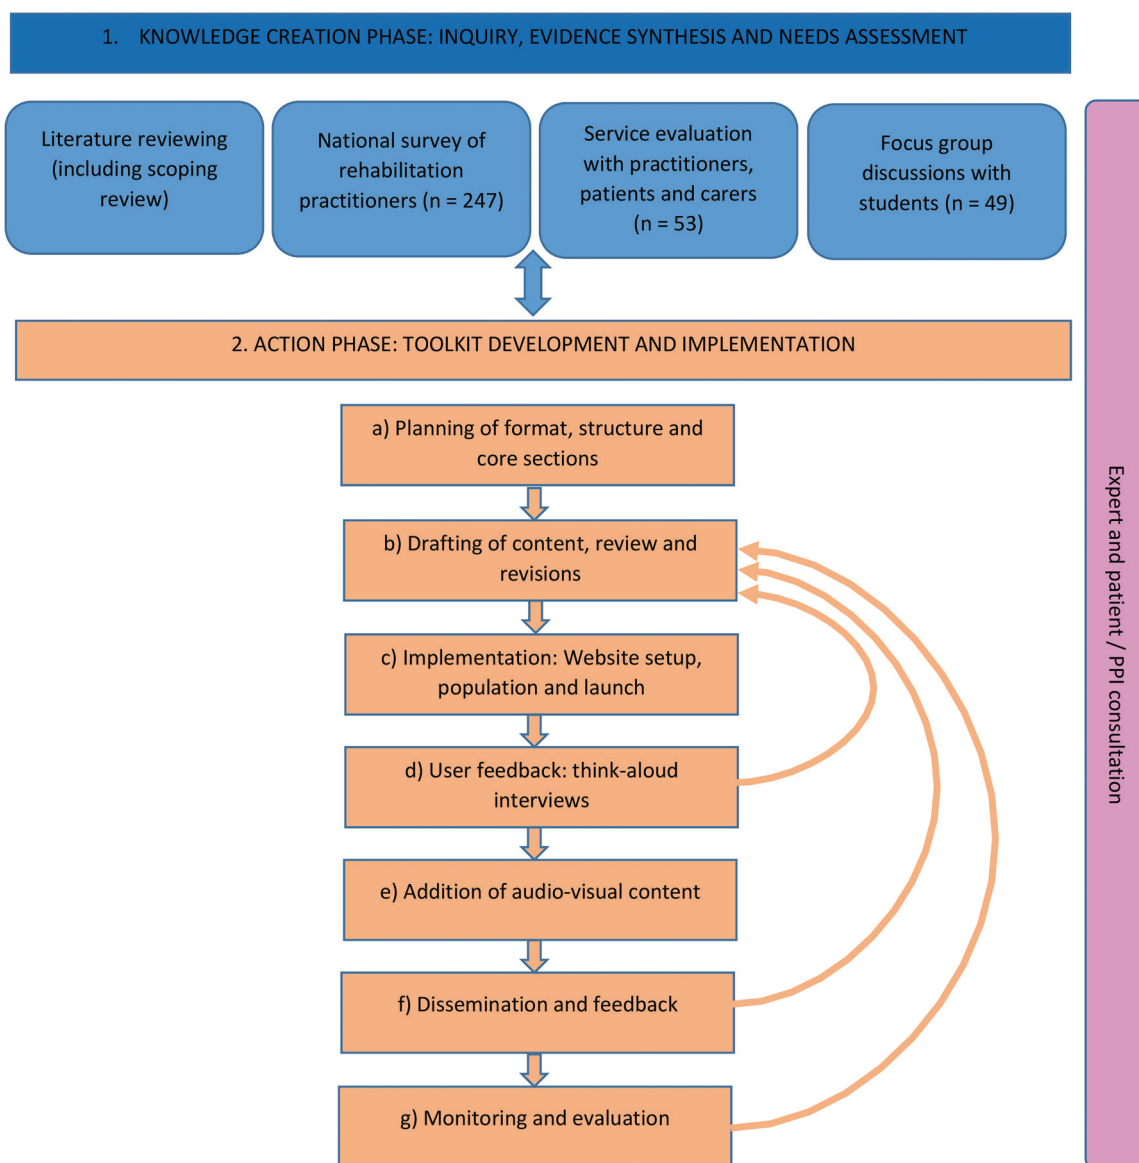 1. KNOWLEDGE CREATION PHASE: INQUIRY, EVIDENCE SYNTHESIS AND NEEDS ASSESSMENT
Literature reviewing
(including scoping
review)
National survey of
rehabilitation
practitioners (n = 247)
Service evaluation
with practitioners,
patients and carers
(n = 53)
Focus group
discussions with
students (n = 49)
2. ACTION PHASE: TOOLKIT DEVELOPMENT AND IMPLEMENTATION
a) Planning of format, structure and
core sections
b) Drafting of content, review and
revisions
c) Implementation: Website setup,
population and launch
d) User feedback: think-aloud
interviews
e) Addition of audio-visual content
f) Dissemination and feedback
g) Monitoring and evaluation
Expert and patient / PPI consultation